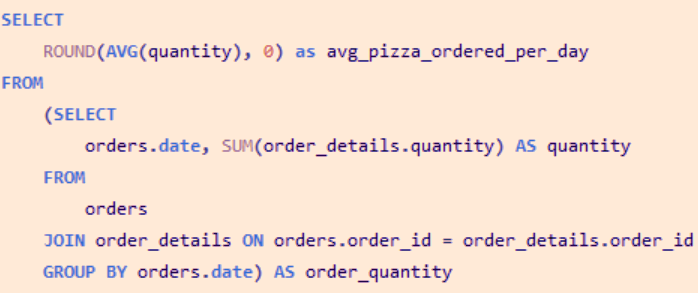 SELECT
ROUND(AVG(quantity), 0) as avg_pizza_ordered_per_day
FROM
(SELECT
orders.date, SUM(order_details.quantity) AS quantity
FROM
orders
JOIN order_details ON orders.order_id = order_details.order_id
GROUP BY orders.date) AS order_quantity